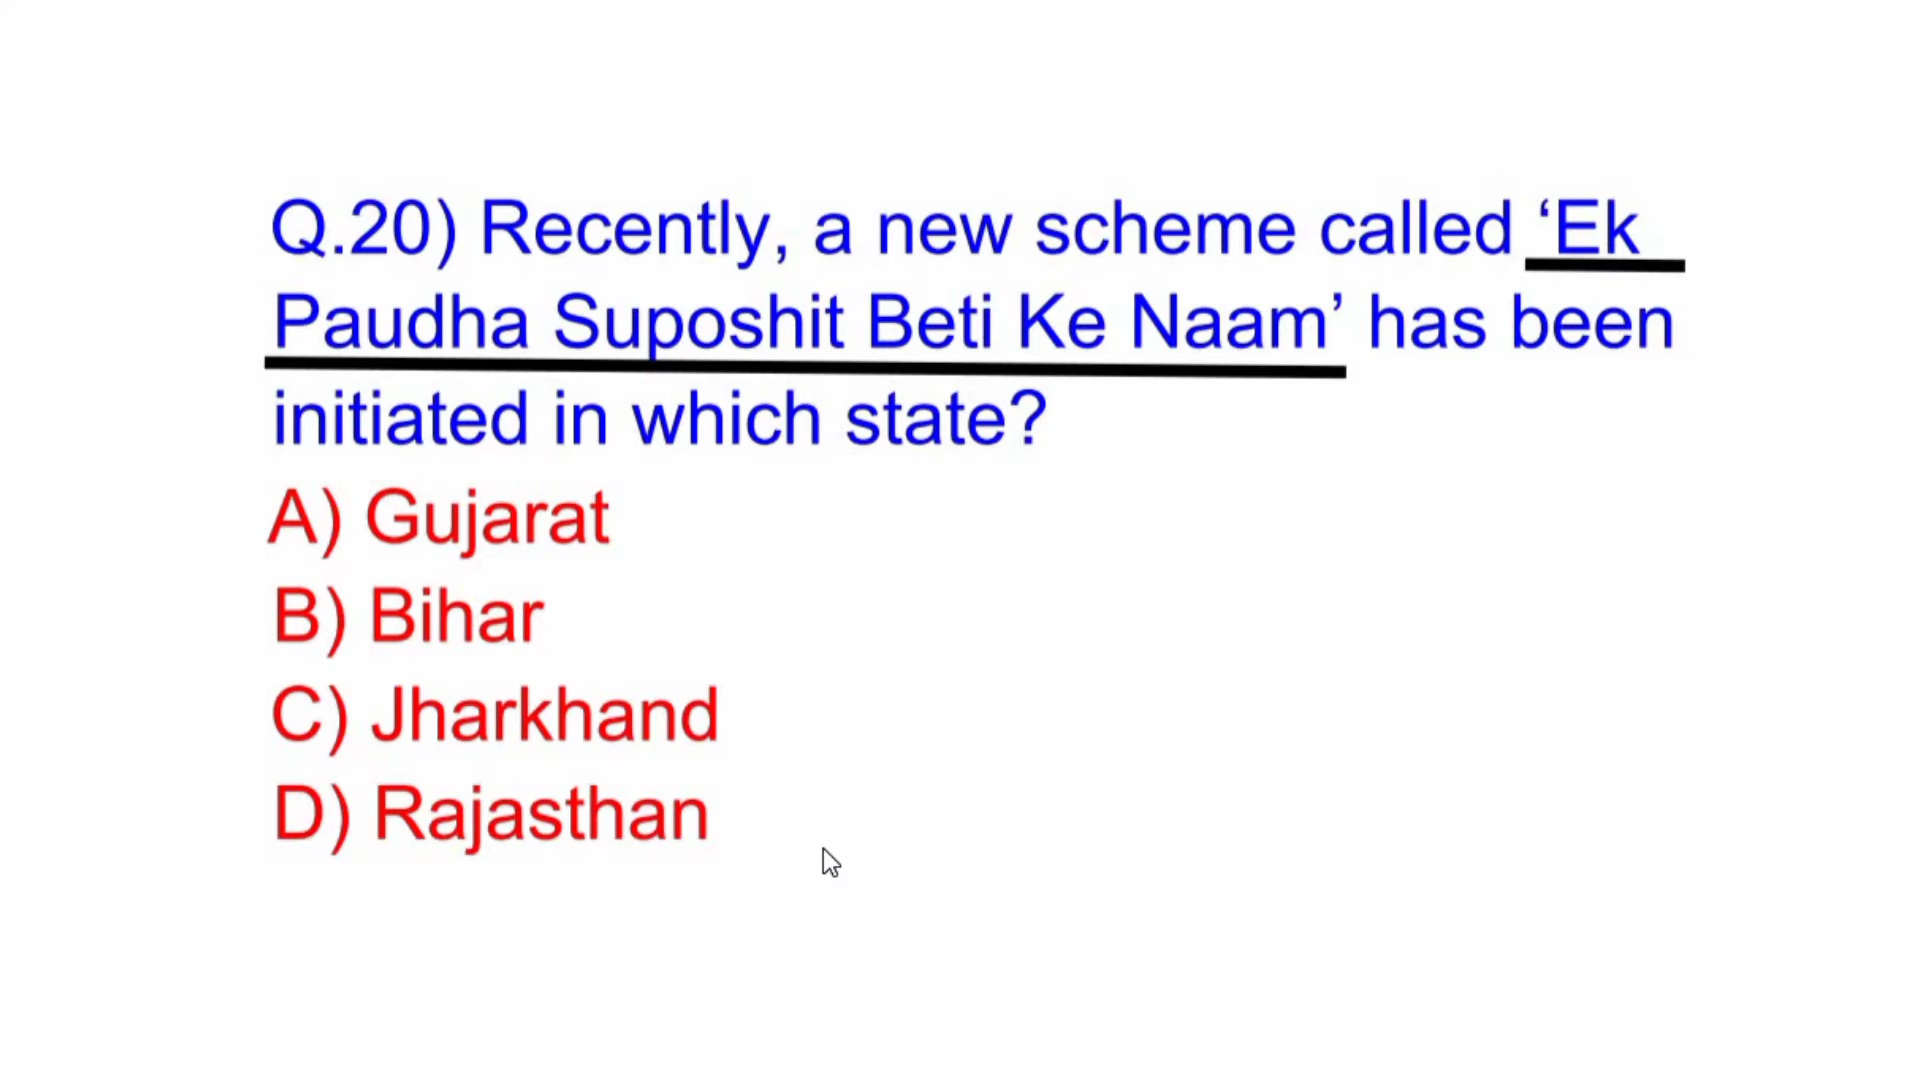 Q.20) Recently, a new scheme called ‘Ek
Paudha Suposhit Beti Ke Naam’ has been
initiated in which state?
A) Gujarat
B) Bihar
C) Jharkhand
D) Rajasthan